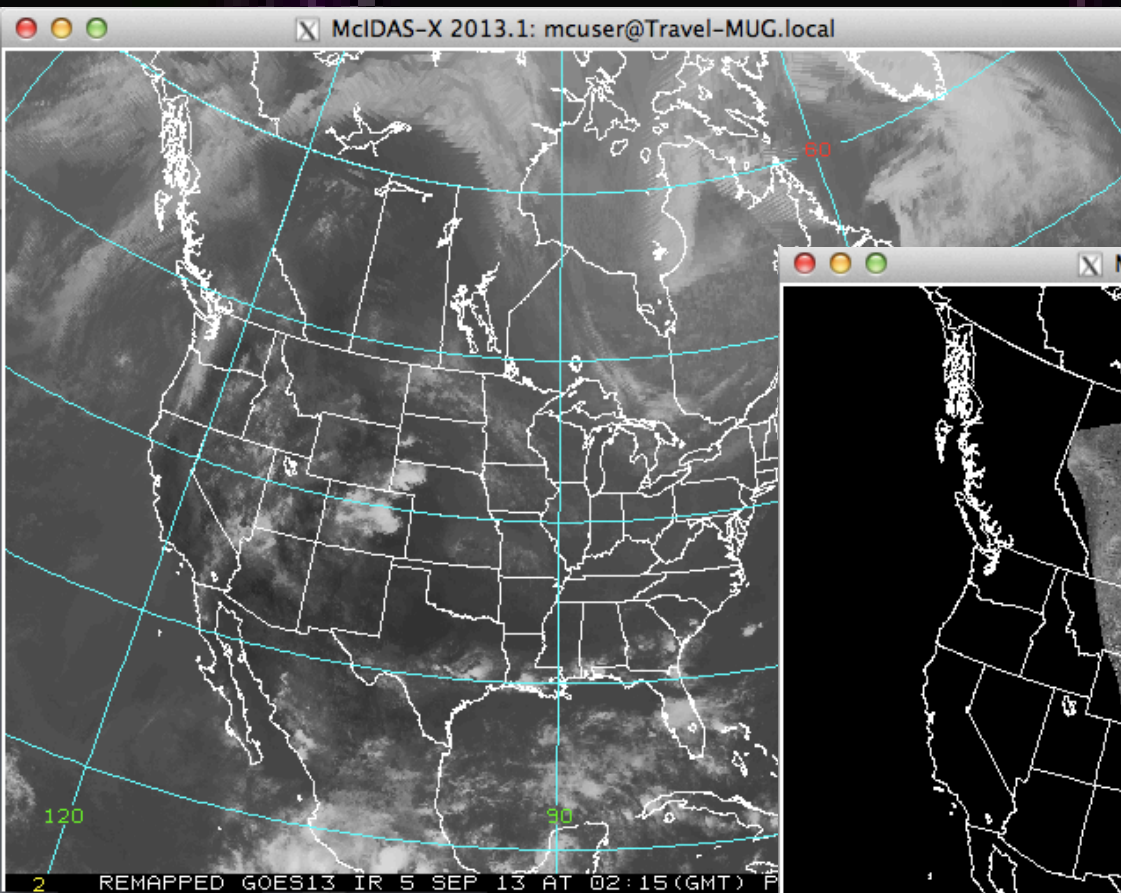 McIDAS-X 2013.1: mcuser@Travel-MUG.local
60
120
90
2 REMAPPED GOES13 IR 5 SEP 13 AT 02:15(GMT) P